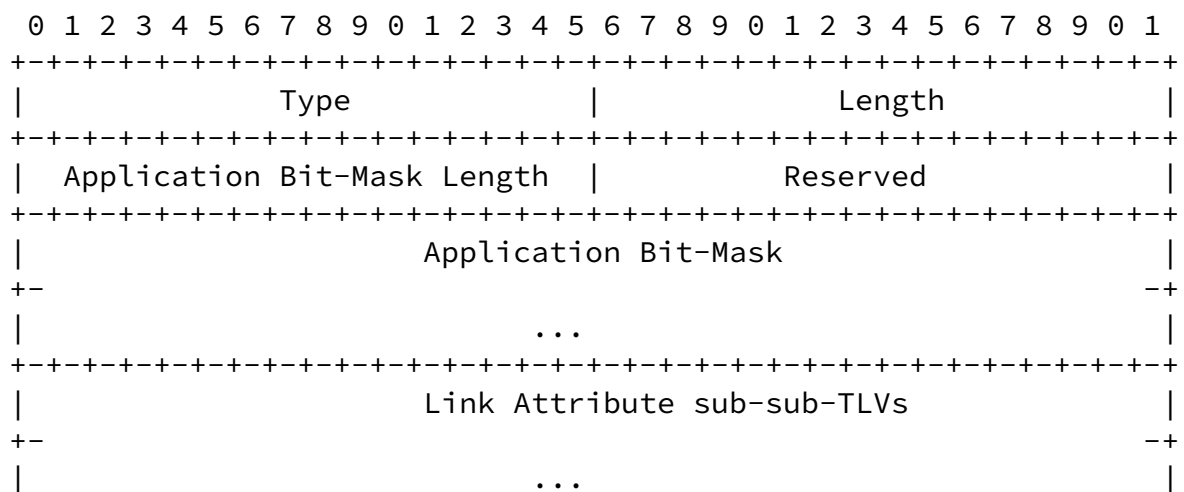 0 1 2 3 4 5 6 7 8 9 0 1 2 3 4 5 6 7 8 9 0 1 2 3 4 5 6 7 8 9 0 1
+-+-+-+-+-+-+-+-+-+-+-+-+-+-+-+-+-+-+-+-+-+-+-+-+-+-+-+-+-+-+-+-+
|              Type             |             Length            |
+-+-+-+-+-+-+-+-+-+-+-+-+-+-+-+-+-+-+-+-+-+-+-+-+-+-+-+-+-+-+-+-+
|  Application Bit-Mask Length  |          Reserved             |
+-+-+-+-+-+-+-+-+-+-+-+-+-+-+-+-+-+-+-+-+-+-+-+-+-+-+-+-+-+-+-+-+
|                      Application Bit-Mask                     |
+-                                                             -+
|                            ...                                |
+-+-+-+-+-+-+-+-+-+-+-+-+-+-+-+-+-+-+-+-+-+-+-+-+-+-+-+-+-+-+-+-+
|                      Link Attribute sub-sub-TLVs              |
+-                                                             -+
|                            ...                                |